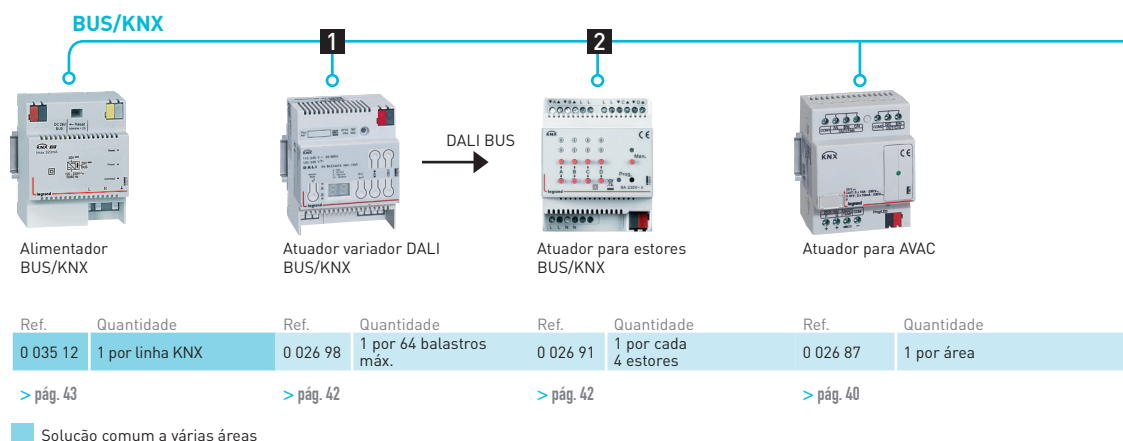 BUS/KNX
1
2
DALI BUS
Alimentador
BUS/KNX
Atuador variador DALI
BUS/KNX
Atuador para estores
BUS/KNX
Atuador para AVAC
Ref. Quantidade Ref. Quantidade Ref. Quantidade Ref. Quantidade
0 035 12 1 por linha KNX 0 026 98 1 por 64 balastros máx. 0 026 91 1 por cada 4 estores 0 026 87 1 por área
> pág. 43 > pág. 42 > pág. 42 > pág. 40
Solução comum a várias áreas